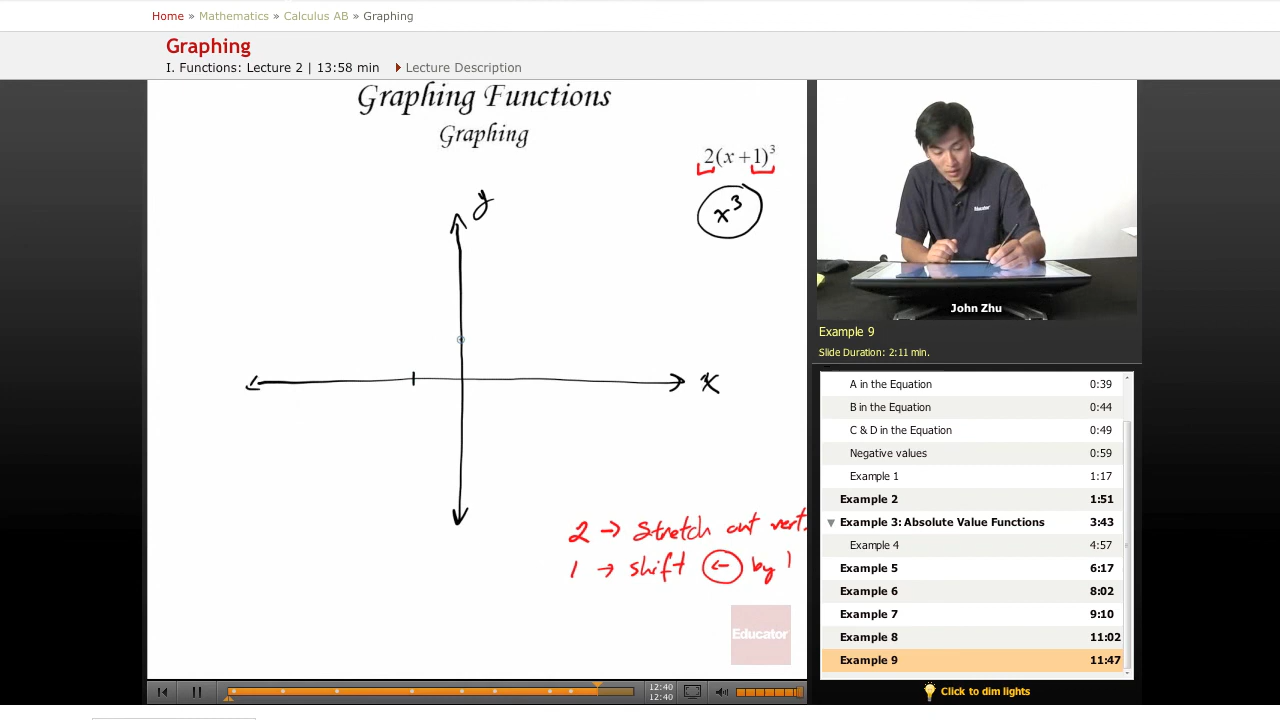 Home » Mathematics » Calculus AB » Graphing
Graphing
I. Functions: Lecture 2 | 13:58 min Lecture Description
Graphing Functions
Graphing
2(x + 1)³
x³
y
x
2 → stretch out vert.
1 → shift ← by 1
Educator
Educator
John Zhu
Example 9
Slide Duration: 2:11 min.
A in the Equation 0:39
B in the Equation 0:44
C & D in the Equation 0:49
Negative values 0:59
Example 1 1:17
Example 2 1:51
Example 3: Absolute Value Functions 3:43
Example 4 4:57
Example 5 6:17
Example 6 8:02
Example 7 9:10
Example 8 11:02
Example 9 11:47
12:40
12:40
Click to dim lights